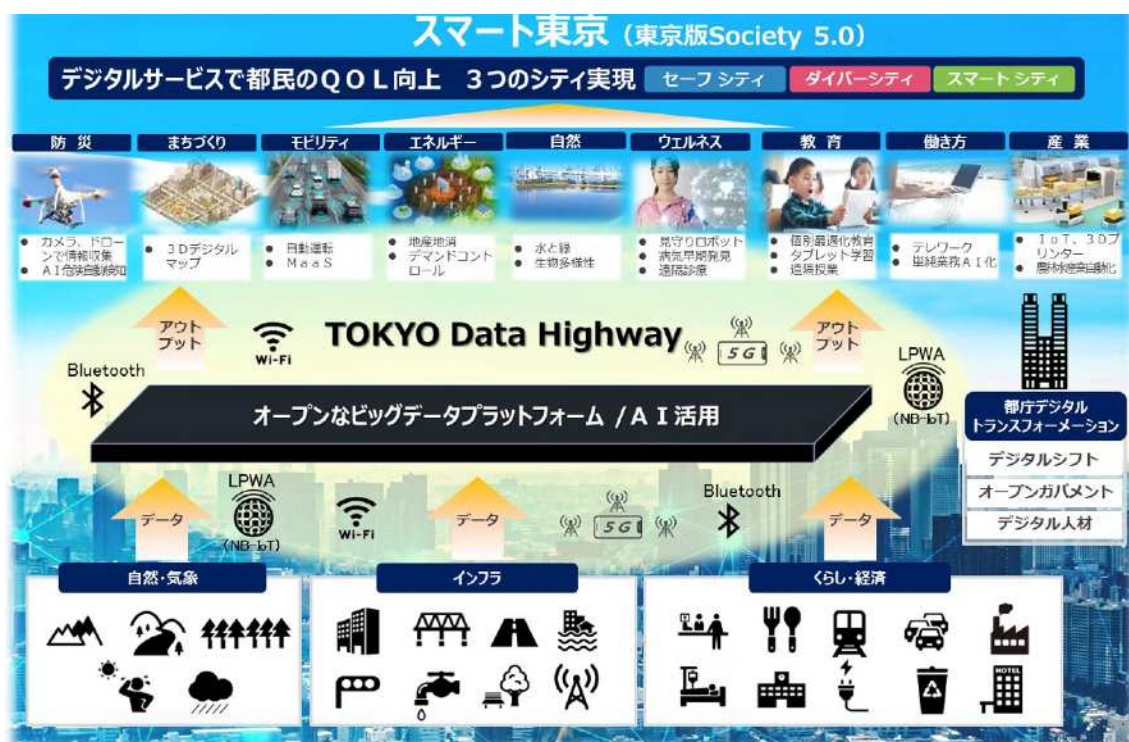 スマート東京（東京版Society 5.0）
デジタルサービスで都民のQOL向上　3つのシティ実現
セーフ シティ
ダイバーシティ
スマート シティ
防 災
まちづくり
モビリティ
エネルギー
自然
ウェルネス
教 育
働き方
産 業
● カメラ、ドロー
ンで情報収集
● AI危険自動検知
● 3Dデジタル
マップ
● 自動運転
● MaaS
● 地産地消
● デマンドコント
ロール
● 水と緑
● 生物多様性
● 見守りロボット
● 病気早期発見
● 遠隔診療
● 個別最適化教育
● タブレット学習
● 遠隔授業
● テレワーク
● 単純業務AI化
● IoT、3Dプ
リンター
● 農林水産業自動化
アウト
プット
Wi-Fi
TOKYO Data Highway
5G
アウト
プット
Bluetooth
LPWA
(NB-IoT)
オープンなビッグデータプラットフォーム /AI活用
都庁デジタル
トランスフォーメーション
デジタルシフト
オープンガバメント
デジタル人材
データ
LPWA
(NB-IoT)
Wi-Fi
データ
5G
Bluetooth
データ
自然・気象
インフラ
くらし・経済
HOTEL